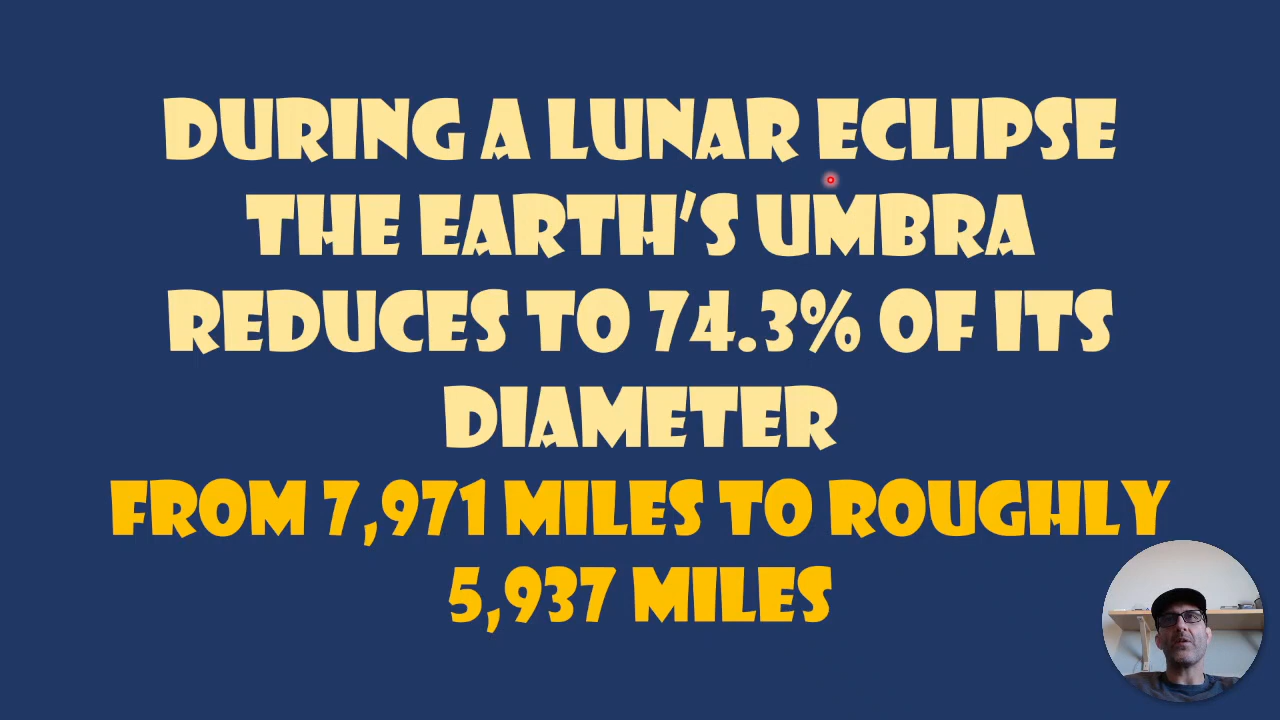 DURING A LUNAR ECLIPSE
THE EARTH'S UMBRA
REDUCES TO 74.3% OF ITS
DIAMETER
FROM 7,971 MILES TO ROUGHLY
5,937 MILES